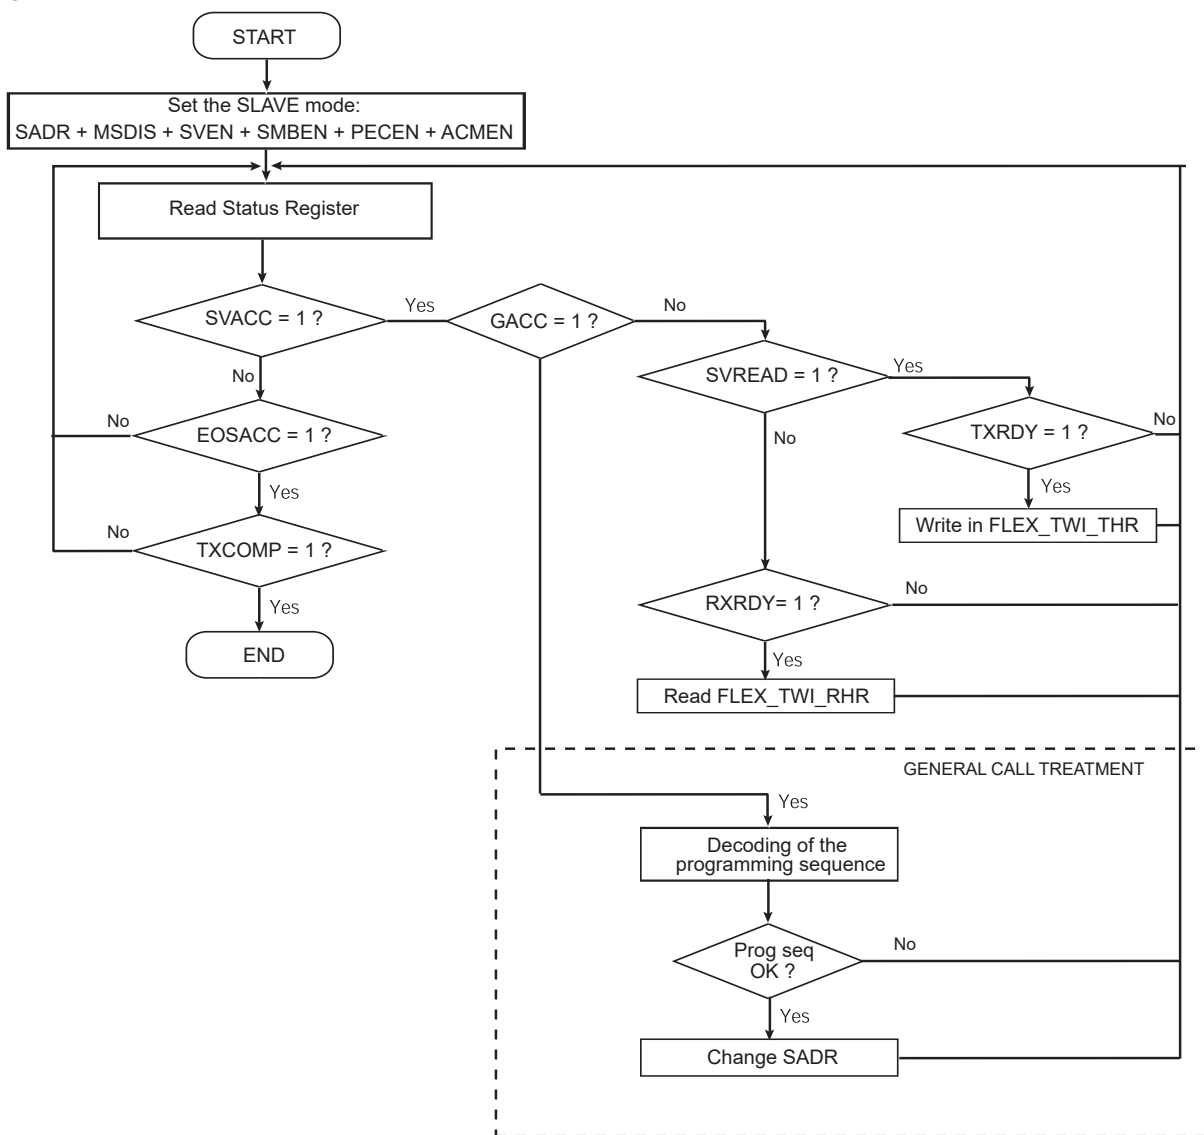 START
Set the SLAVE mode:
SADR + MSDIS + SVEN + SMBEN + PECEN + ACMEN
Read Status Register
SVACC = 1 ?
Yes
GACC = 1 ?
No
SVREAD = 1 ?
Yes
No
EOSACC = 1 ?
No
TXRDY = 1 ?
No
No
Yes
Yes
Write in FLEX_TWI_THR
No
TXCOMP = 1 ?
Yes
RXRDY= 1 ?
No
END
Yes
Read FLEX_TWI_RHR
GENERAL CALL TREATMENT
Yes
Decoding of the
programming sequence
Prog seq
OK ?
No
Yes
Change SADR